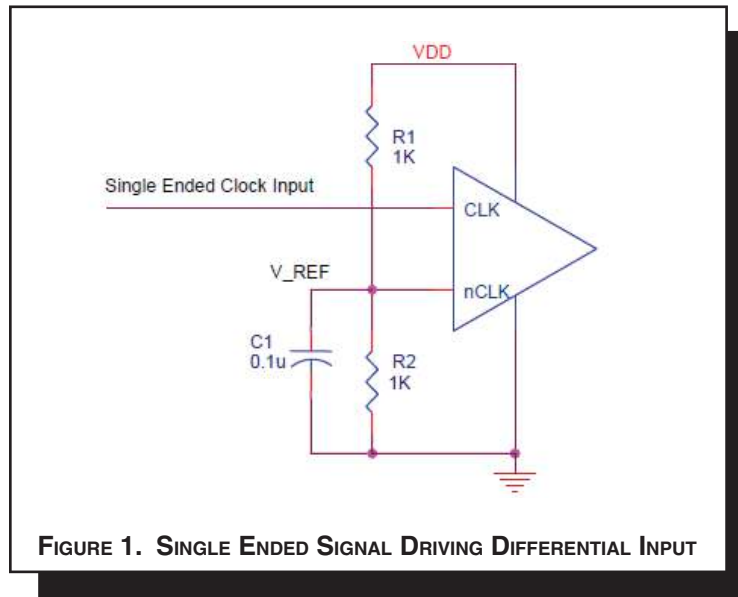 VDD
R1
1K
Single Ended Clock Input
CLK
V_REF
nCLK
C1
0.1u
R2
1K
FIGURE 1. SINGLE ENDED SIGNAL DRIVING DIFFERENTIAL INPUT